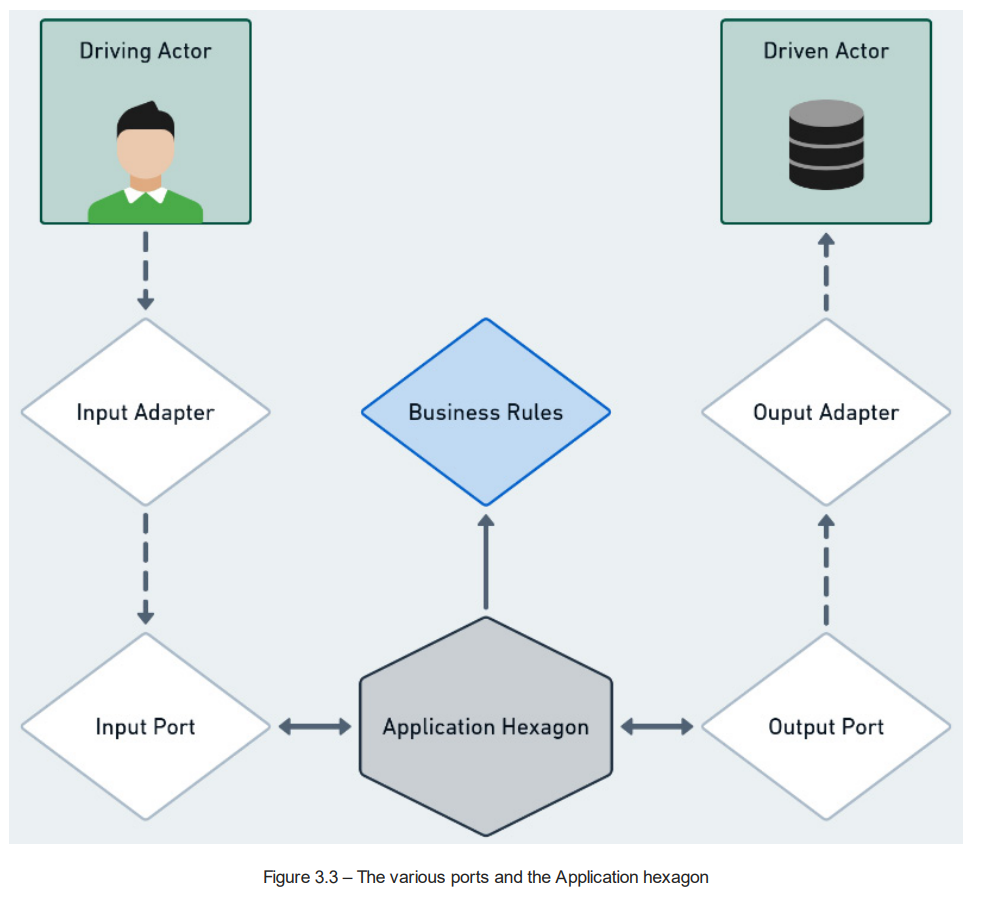 Driving Actor
Driven Actor
Input Adapter
Business Rules
Ouput Adapter
Input Port
Application Hexagon
Output Port
Figure 3.3 – The various ports and the Application hexagon